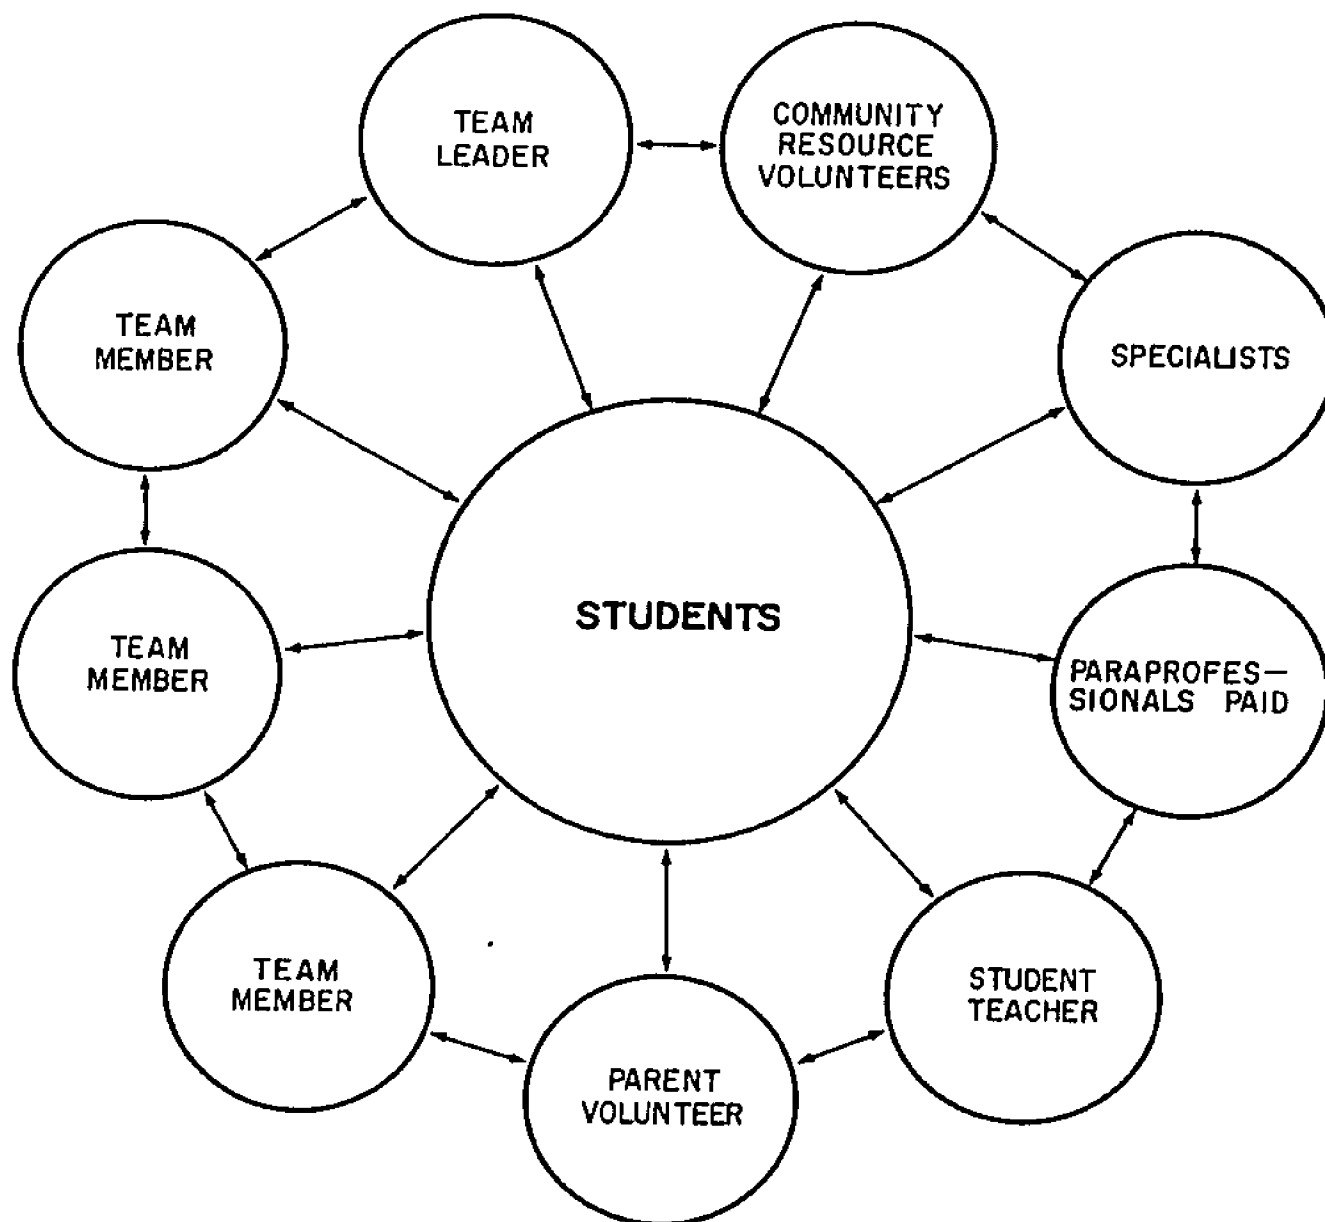 TEAM
LEADER
COMMUNITY
RESOURCE
VOLUNTEERS
TEAM
MEMBER
SPECIALISTS
STUDENTS
TEAM
MEMBER
PARAPROFES—
SIONALS PAID
TEAM
MEMBER
STUDENT
TEACHER
PARENT
VOLUNTEER